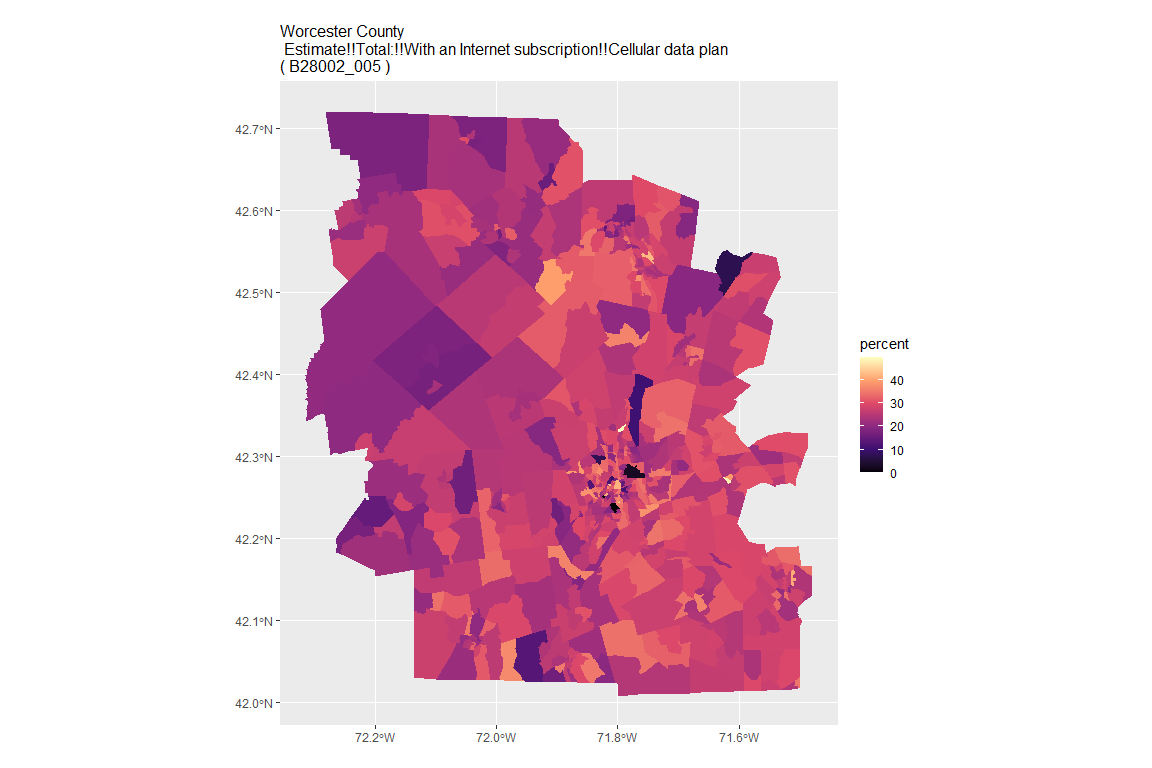 Worcester County
Estimate!!Total:!!With an Internet subscription!!Cellular data plan
( B28002_005 )
42.7°N
42.6°N
42.5°N
42.4°N
42.3°N
42.2°N
42.1°N
42.0°N
72.2°W
72.0°W
71.8°W
71.6°W
percent
40
30
20
10
0